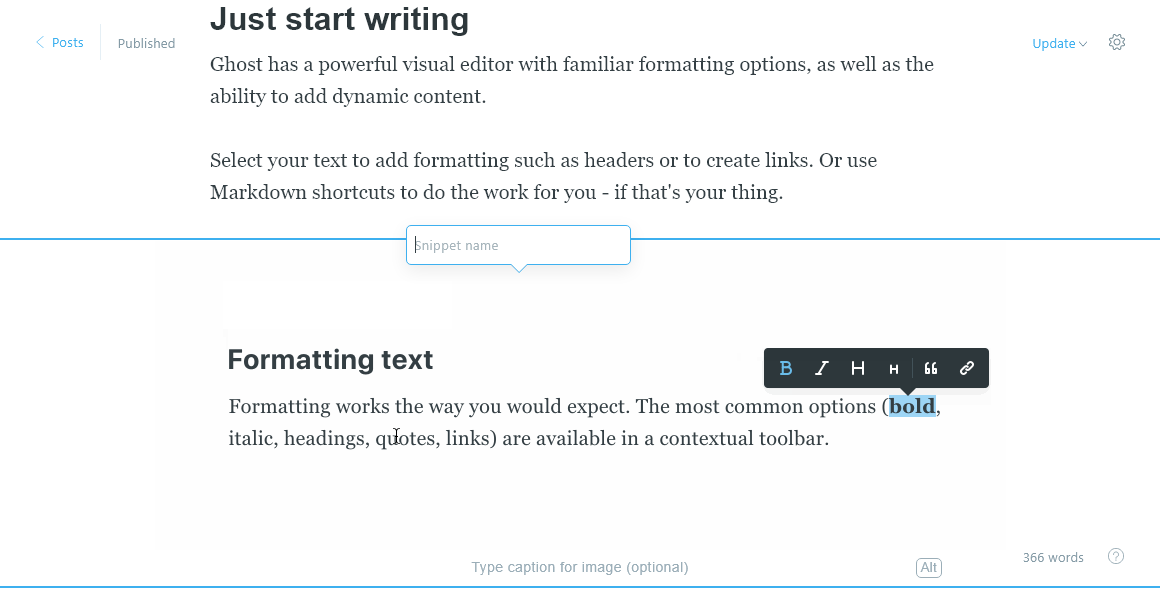 Just start writing
Posts
Published
Update
Ghost has a powerful visual editor with familiar formatting options, as well as the
ability to add dynamic content.
Select your text to add formatting such as headers or to create links. Or use
Markdown shortcuts to do the work for you - if that's your thing.
Snippet name
Formatting text
B I H H
Formatting works the way you would expect. The most common options (bold,
italic, headings, quotes, links) are available in a contextual toolbar.
366 words
?
Type caption for image (optional)
Alt